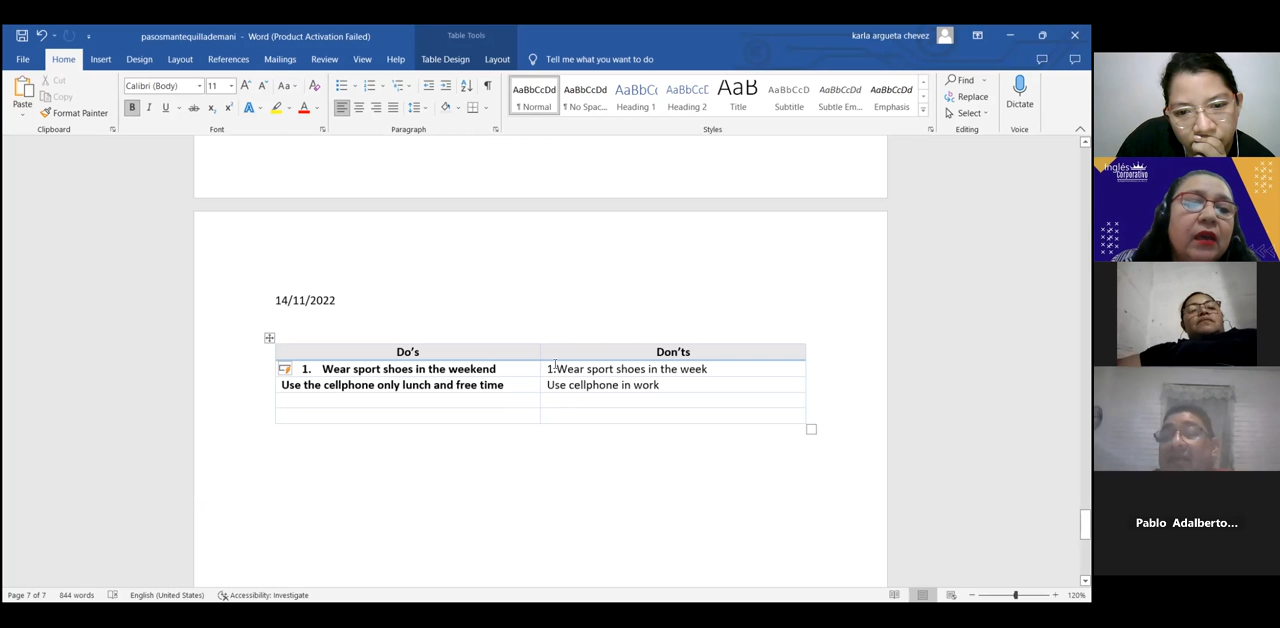 pasosmantequillademani - Word (Product Activation Failed)
Table Tools
karla argueta chevez
File Home Insert Design Layout References Mailings Review View Help Table Design Layout Tell me what you want to do
Paste
Cut
Copy
Format Painter
Clipboard
Calibri (Body) 11
Font
Paragraph
AaBbCcDd
¶ Normal
AaBbCcDd
¶ No Spac...
AaBbCc
Heading 1
AaBbCcD
Heading 2
AaB
Title
AaBbCcD
Subtitle
AaBbCcDd
Subtle Em...
AaBbCcDd
Emphasis
Styles
Find
Replace
Select
Editing
Dictate
Voice
Inglés
Corporativo
14/11/2022
Do's Don'ts
1. Wear sport shoes in the weekend 1.Wear sport shoes in the week
Use the cellphone only lunch and free time Use cellphone in work
Pablo Adalberto...
Page 7 of 7 844 words English (United States) Accessibility: Investigate 120%